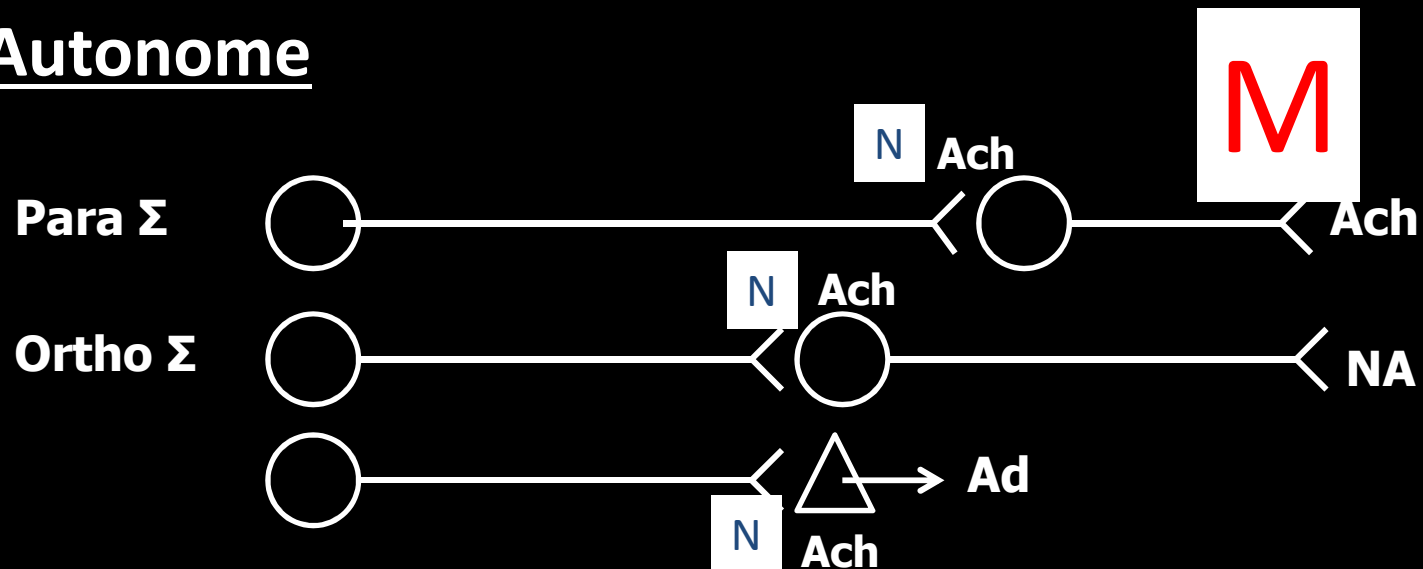 Autonome
M
N Ach
Para Σ Ach
N Ach
Ortho Σ NA
Ad
N Ach